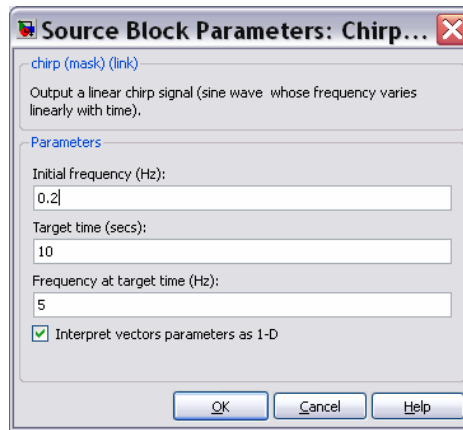 Source Block Parameters: Chirp...
chirp (mask) (link)
Output a linear chirp signal (sine wave whose frequency varies
linearly with time).
Parameters
Initial frequency (Hz):
0.2
Target time (secs):
10
Frequency at target time (Hz):
5
Interpret vectors parameters as 1-D
OK Cancel Help